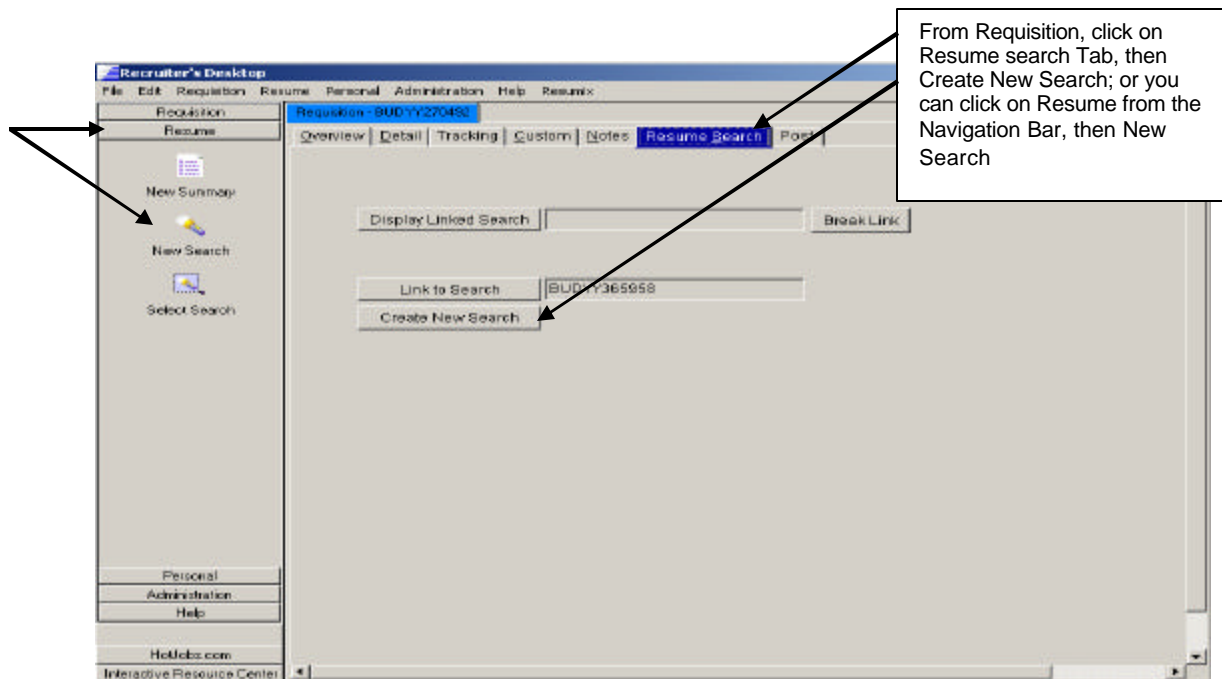 From Requisition, click on
Resume search Tab, then
Create New Search; or you
can click on Resume from the
Navigation Bar, then New
Search
Recruiter's Desktop
File Edit Requisition Resume Personal Administration Help Resumix
Requisition
Resume
New Summary
New Search
Select Search
Personal
Administration
Help
HotJobs.com
Interactive Resource Center
Requisition - BUDYY270492
Overview Detail Tracking Custom Notes Resume Search Post
Display Linked Search
Break Link
Link to Search BUDYY365958
Create New Search